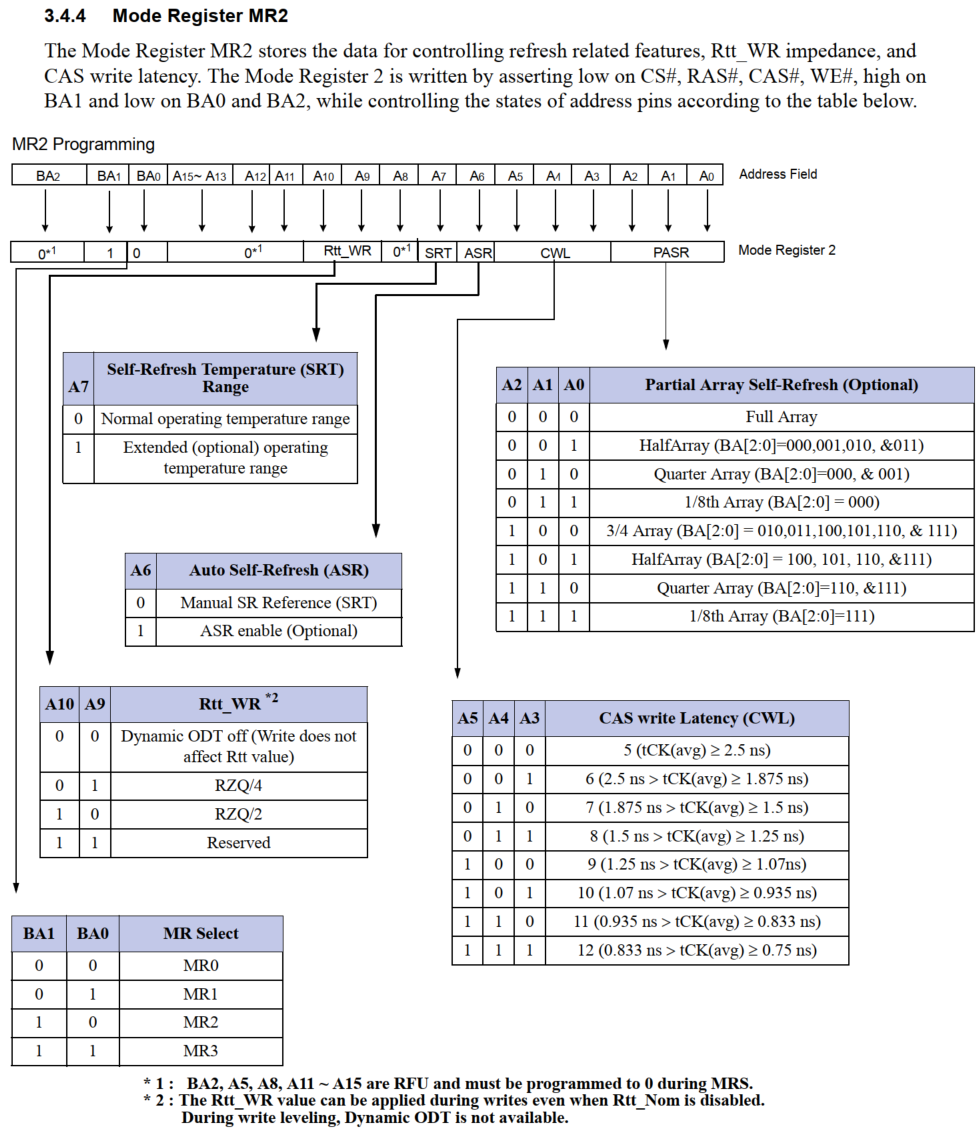 3.4.4 Mode Register MR2
The Mode Register MR2 stores the data for controlling refresh related features, Rtt_WR impedance, and
CAS write latency. The Mode Register 2 is written by asserting low on CS#, RAS#, CAS#, WE#, high on
BA1 and low on BA0 and BA2, while controlling the states of address pins according to the table below.
MR2 Programming
BA2 BA1 BA0 A15~ A13 A12 A11 A10 A9 A8 A7 A6 A5 A4 A3 A2 A1 A0 Address Field
0*1 1 0 0*1 Rtt_WR 0*1 SRT ASR CWL PASR Mode Register 2
A7 Self-Refresh Temperature (SRT)
Range
0 Normal operating temperature range
1 Extended (optional) operating
temperature range
A2 A1 A0 Partial Array Self-Refresh (Optional)
0 0 0 Full Array
0 0 1 HalfArray (BA[2:0]=000,001,010, &011)
0 1 0 Quarter Array (BA[2:0]=000, & 001)
0 1 1 1/8th Array (BA[2:0] = 000)
1 0 0 3/4 Array (BA[2:0] = 010,011,100,101,110, & 111)
1 0 1 HalfArray (BA[2:0] = 100, 101, 110, &111)
1 1 0 Quarter Array (BA[2:0]=110, &111)
1 1 1 1/8th Array (BA[2:0]=111)
A6 Auto Self-Refresh (ASR)
0 Manual SR Reference (SRT)
1 ASR enable (Optional)
A10 A9 Rtt_WR *2
0 0 Dynamic ODT off (Write does not
affect Rtt value)
0 1 RZQ/4
1 0 RZQ/2
1 1 Reserved
A5 A4 A3 CAS write Latency (CWL)
0 0 0 5 (tCK(avg) ≥ 2.5 ns)
0 0 1 6 (2.5 ns > tCK(avg) ≥ 1.875 ns)
0 1 0 7 (1.875 ns > tCK(avg) ≥ 1.5 ns)
0 1 1 8 (1.5 ns > tCK(avg) ≥ 1.25 ns)
1 0 0 9 (1.25 ns > tCK(avg) ≥ 1.07ns)
1 0 1 10 (1.07 ns > tCK(avg) ≥ 0.935 ns)
1 1 0 11 (0.935 ns > tCK(avg) ≥ 0.833 ns)
1 1 1 12 (0.833 ns > tCK(avg) ≥ 0.75 ns)
BA1 BA0 MR Select
0 0 MR0
0 1 MR1
1 0 MR2
1 1 MR3
* 1 : BA2, A5, A8, A11 ~ A15 are RFU and must be programmed to 0 during MRS.
* 2 : The Rtt_WR value can be applied during writes even when Rtt_Nom is disabled.
During write leveling, Dynamic ODT is not available.